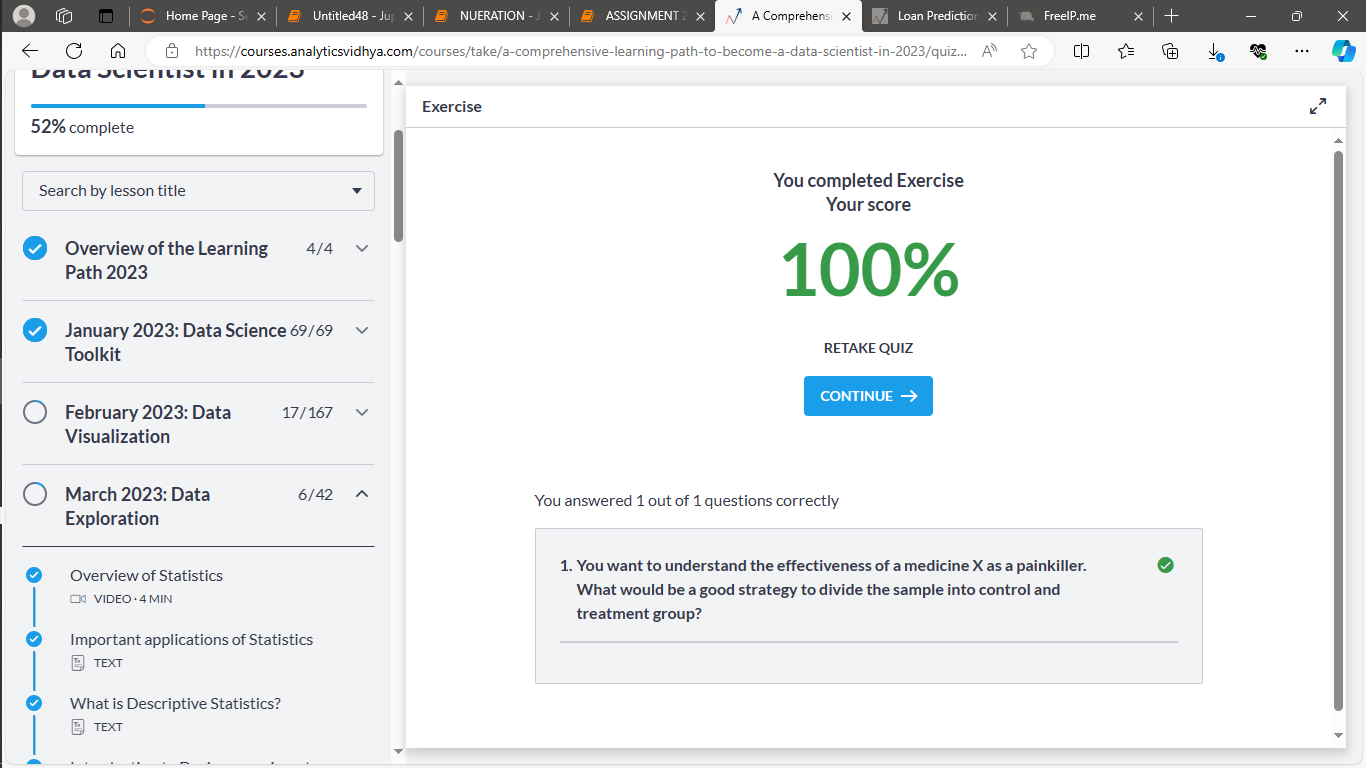 Home Page - Se
Untitled48 - Jup
NUERATION - J
ASSIGNMENT 2
A Comprehensi
Loan Prediction
FreeIP.me
https://courses.analyticsvidhya.com/courses/take/a-comprehensive-learning-path-to-become-a-data-scientist-in-2023/quiz...
Data Scientist in 2023
52% complete
Search by lesson title
Overview of the Learning 4/4
Path 2023
January 2023: Data Science 69/69
Toolkit
February 2023: Data 17/167
Visualization
March 2023: Data 6/42
Exploration
Overview of Statistics
VIDEO · 4 MIN
Important applications of Statistics
TEXT
What is Descriptive Statistics?
TEXT
Exercise
You completed Exercise
Your score
100%
RETAKE QUIZ
CONTINUE →
You answered 1 out of 1 questions correctly
1. You want to understand the effectiveness of a medicine X as a painkiller.
What would be a good strategy to divide the sample into control and
treatment group?